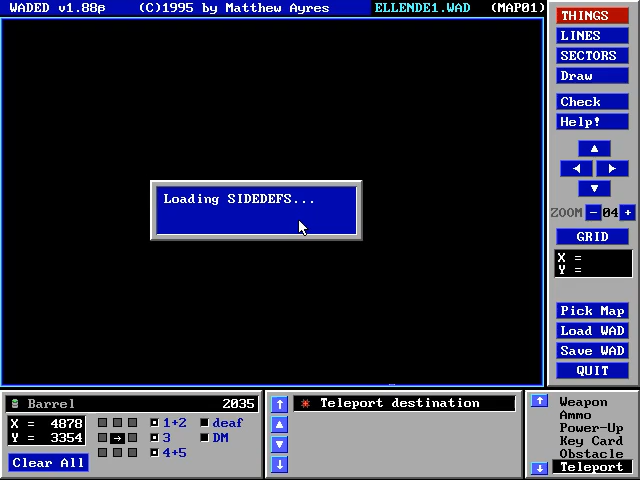 WADED v1.88β (C)1995 by Matthew Ayres ELLENDE1.WAD (MAP01)
THINGS
LINES
SECTORS
Draw
Check
Help!
Loading SIDEDEFS...
ZOOM − 04 +
GRID
X =
Y =
Pick Map
Load WAD
Save WAD
QUIT
Barrel 2035
X = 4878
Y = 3354
1+2
3
4+5
deaf
DM
Clear All
Teleport destination
Weapon
Ammo
Power-Up
Key Card
Obstacle
Teleport